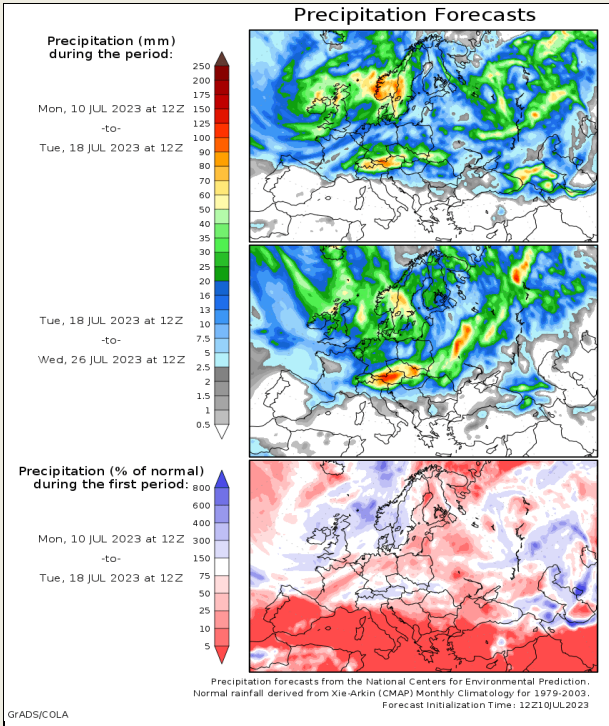 Precipitation Forecasts
Precipitation (mm)
during the period:
Mon, 10 JUL 2023 at 12Z
-to-
Tue, 18 JUL 2023 at 12Z
250
200
175
150
125
100
90
80
70
60
50
40
35
30
25
20
16
13
10
7.5
5
2.5
2
1.5
1
0.5
Tue, 18 JUL 2023 at 12Z
-to-
Wed, 26 JUL 2023 at 12Z
Precipitation (% of normal)
during the first period:
Mon, 10 JUL 2023 at 12Z
-to-
Tue, 18 JUL 2023 at 12Z
800
600
400
300
150
75
50
25
10
5
Precipitation forecasts from the National Centers for Environmental Prediction.
Normal rainfall derived from Xie-Arkin (CMAP) Monthly Climatology for 1979-2003.
Forecast Initialization Time: 12Z10JUL2023
GrADS/COLA